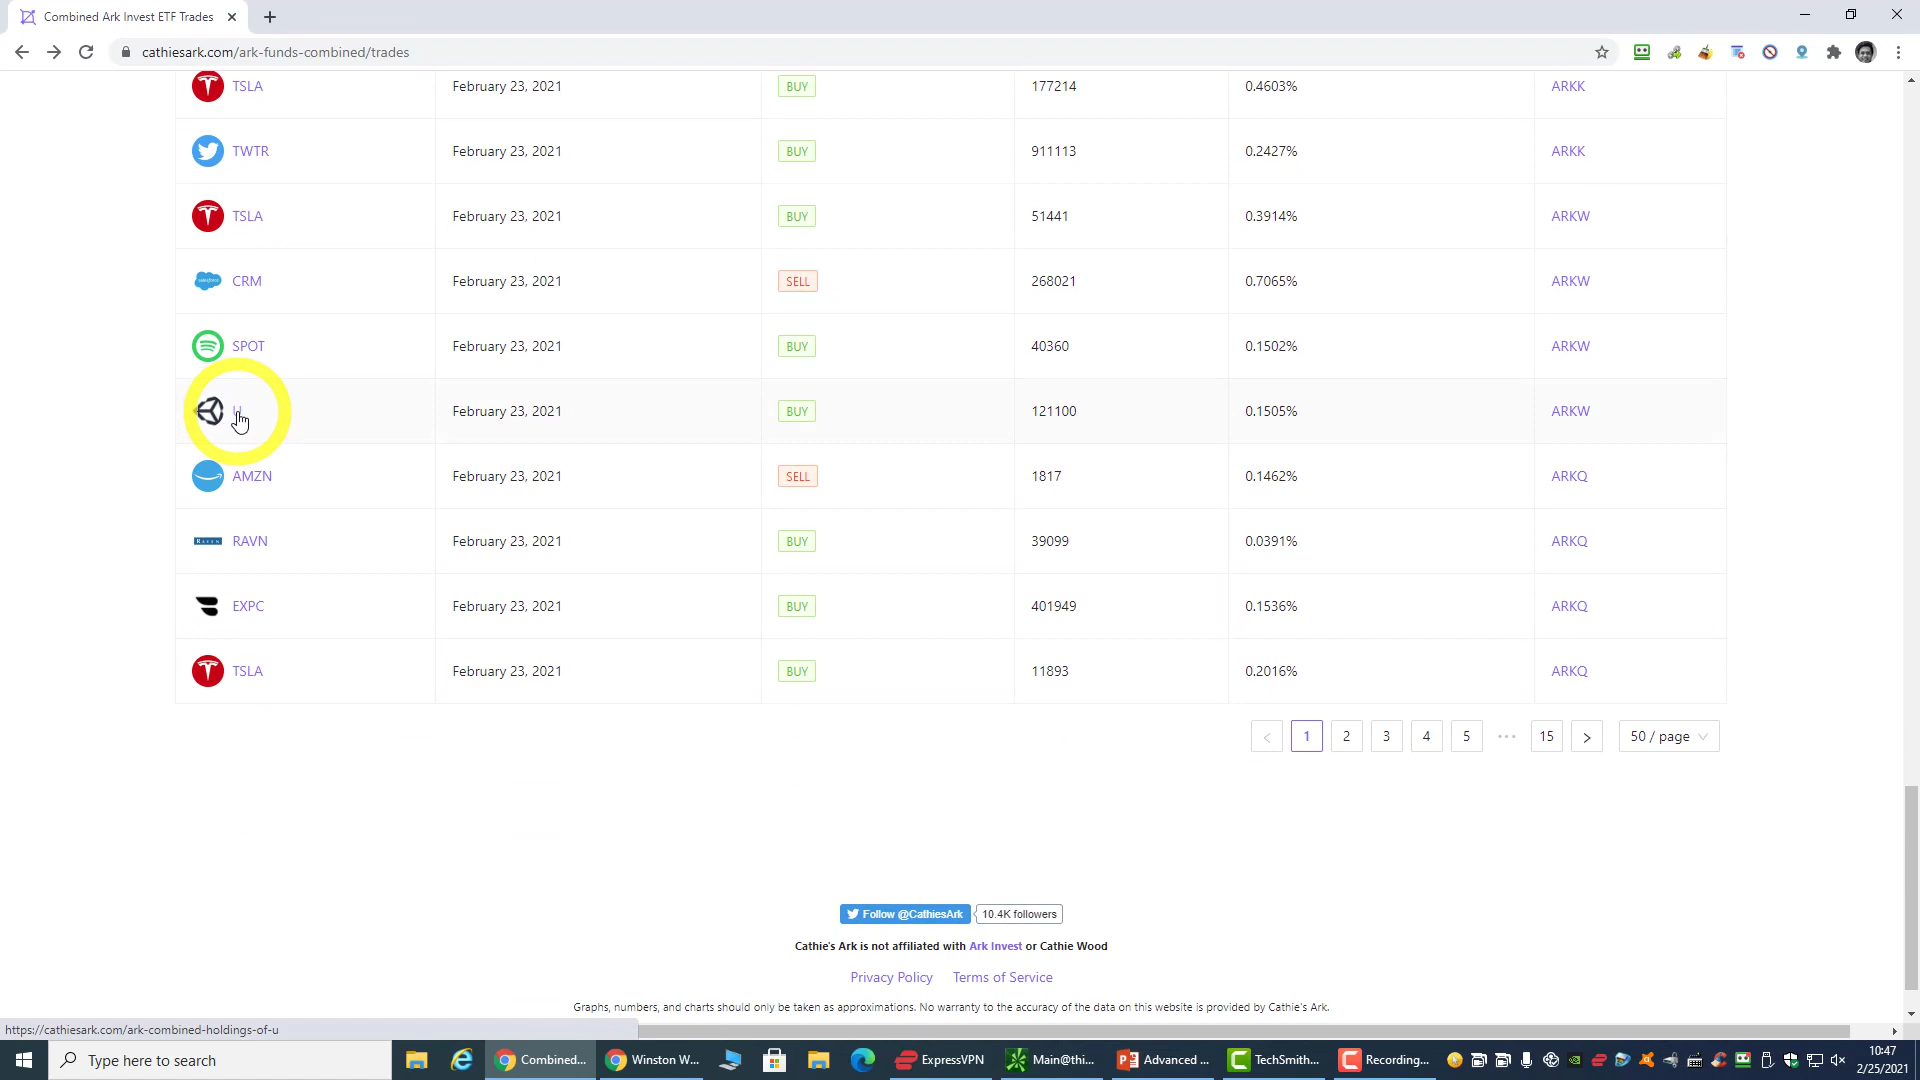 Combined Ark Invest ETF Trades
cathiesark.com/ark-funds-combined/trades
TSLA February 23, 2021 BUY 177214 0.4603% ARKK
TWTR February 23, 2021 BUY 911113 0.2427% ARKK
TSLA February 23, 2021 BUY 51441 0.3914% ARKW
CRM February 23, 2021 SELL 268021 0.7065% ARKW
SPOT February 23, 2021 BUY 40360 0.1502% ARKW
U February 23, 2021 BUY 121100 0.1505% ARKW
AMZN February 23, 2021 SELL 1817 0.1462% ARKQ
RAVN February 23, 2021 BUY 39099 0.0391% ARKQ
EXPC February 23, 2021 BUY 401949 0.1536% ARKQ
TSLA February 23, 2021 BUY 11893 0.2016% ARKQ
< 1 2 3 4 5 ••• 15 > 50 / page
Follow @CathiesArk 10.4K followers
Cathie's Ark is not affiliated with Ark Invest or Cathie Wood
Privacy Policy Terms of Service
Graphs, numbers, and charts should only be taken as approximations. No warranty to the accuracy of the data on this website is provided by Cathie's Ark.
https://cathiesark.com/ark-combined-holdings-of-u
Type here to search Combined... Winston W... ExpressVPN Main@thi... Advanced ... TechSmith... Recording... 10:47
2/25/2021